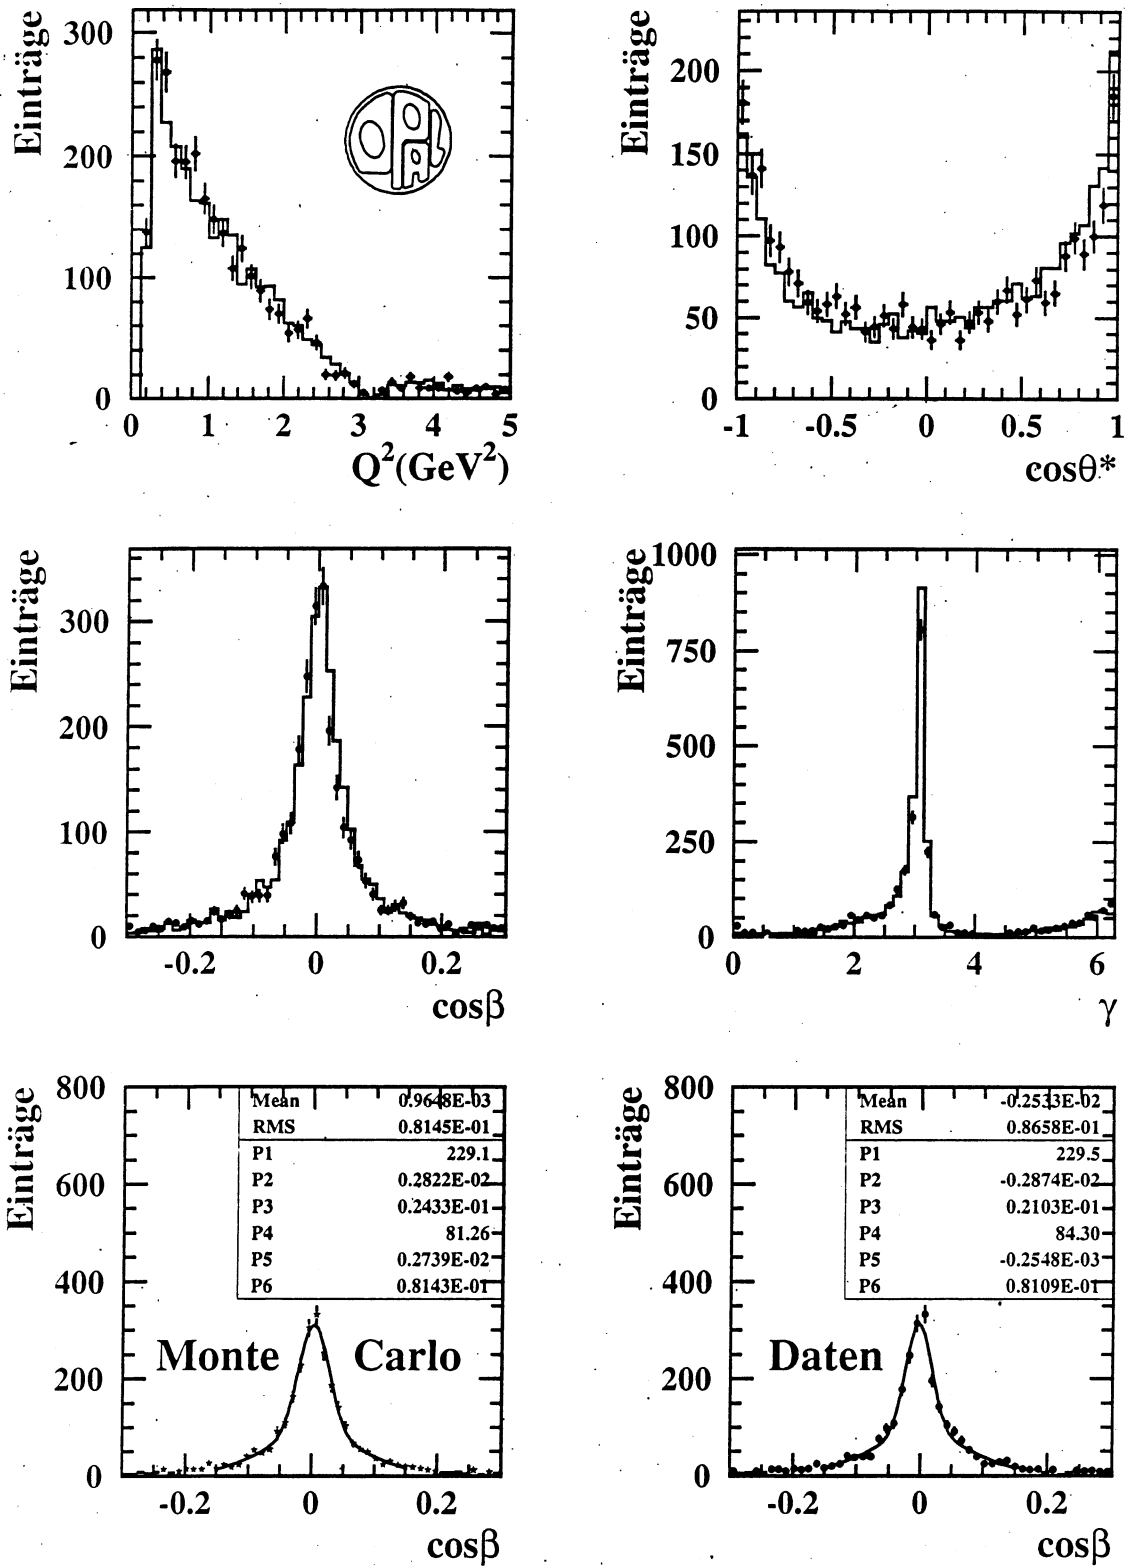 Einträge
300
200
100
0
0 1 2 3 4 5
Q²(GeV²)
OPAL
Einträge
200
150
100
50
0
-1 -0.5 0 0.5 1
cosθ*
Einträge
300
200
100
0
-0.2 0 0.2
cosβ
Einträge
1000
750
500
250
0
0 2 4 6
γ
Einträge
800
600
400
200
0
Mean 0.9648E-03
RMS 0.8145E-01
P1 229.1
P2 0.2822E-02
P3 0.2433E-01
P4 81.26
P5 0.2739E-02
P6 0.8143E-01
Monte Carlo
-0.2 0 0.2
cosβ
Einträge
800
600
400
200
0
Mean -0.2533E-02
RMS 0.8658E-01
P1 229.5
P2 -0.2874E-02
P3 0.2103E-01
P4 84.30
P5 -0.2548E-03
P6 0.8109E-01
Daten
-0.2 0 0.2
cosβ